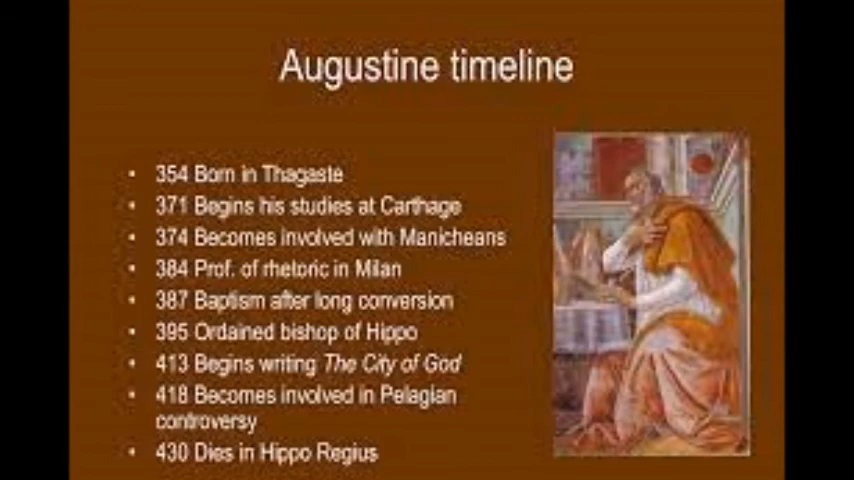 Augustine timeline
• 354 Born in Thagaste
• 371 Begins his studies at Carthage
• 374 Becomes involved with Manicheans
• 384 Prof. of rhetoric in Milan
• 387 Baptism after long conversion
• 395 Ordained bishop of Hippo
• 413 Begins writing The City of God
• 418 Becomes involved in Pelagian
controversy
• 430 Dies in Hippo Regius